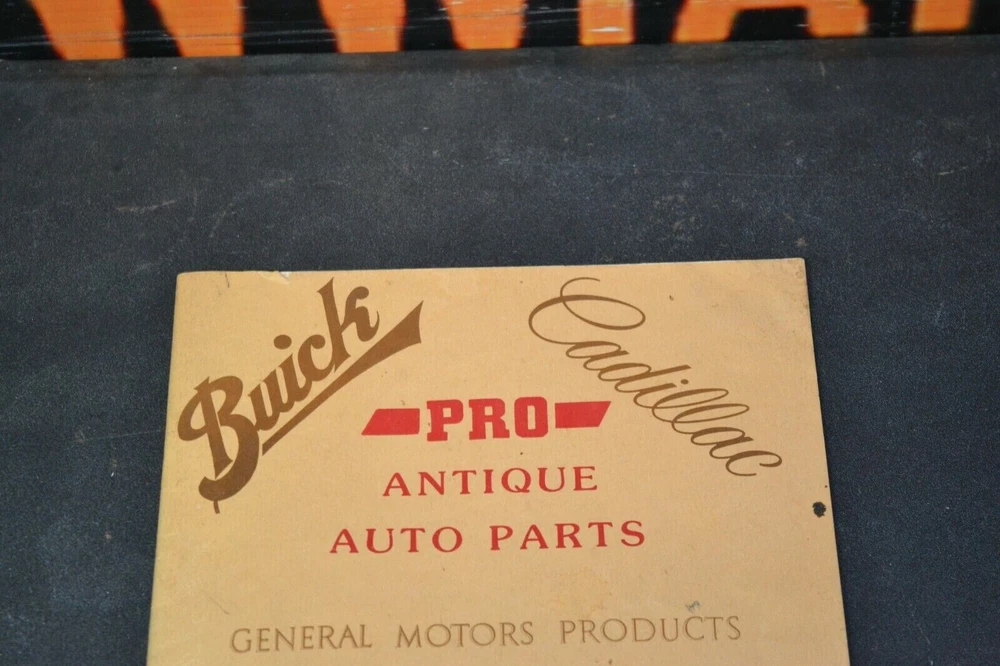 Buick
Cadillac
PRO
ANTIQUE
AUTO PARTS
GENERAL MOTORS PRODUCTS